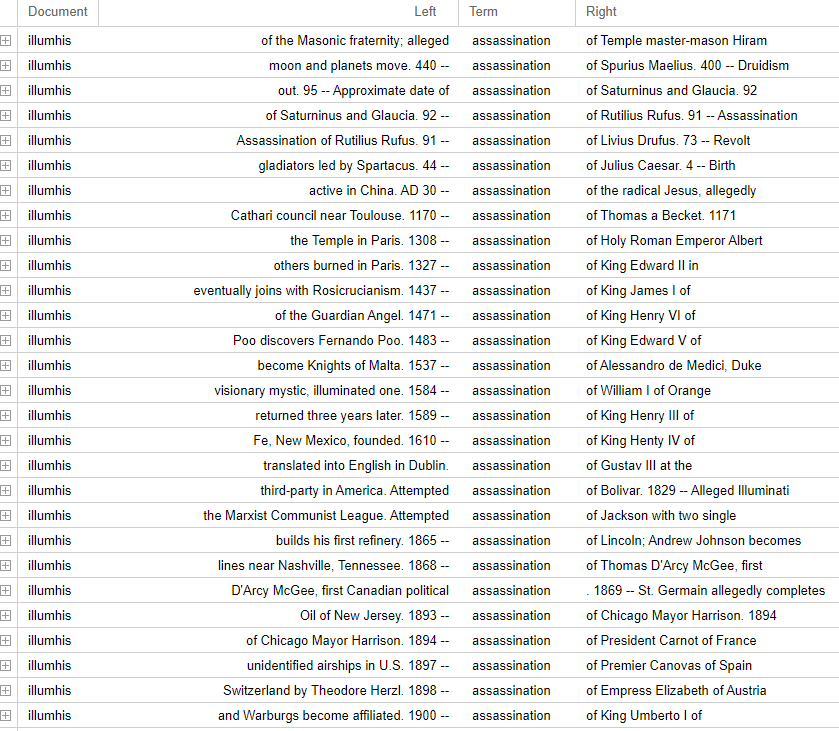 Document Left Term Right
illumhis of the Masonic fraternity; alleged assassination of Temple master-mason Hiram
illumhis moon and planets move. 440 -- assassination of Spurius Maelius. 400 -- Druidism
illumhis out. 95 -- Approximate date of assassination of Saturninus and Glaucia. 92
illumhis of Saturninus and Glaucia. 92 -- assassination of Rutilius Rufus. 91 -- Assassination
illumhis Assassination of Rutilius Rufus. 91 -- assassination of Livius Drufus. 73 -- Revolt
illumhis gladiators led by Spartacus. 44 -- assassination of Julius Caesar. 4 -- Birth
illumhis active in China. AD 30 -- assassination of the radical Jesus, allegedly
illumhis Cathari council near Toulouse. 1170 -- assassination of Thomas a Becket. 1171
illumhis the Temple in Paris. 1308 -- assassination of Holy Roman Emperor Albert
illumhis others burned in Paris. 1327 -- assassination of King Edward II in
illumhis eventually joins with Rosicrucianism. 1437 -- assassination of King James I of
illumhis of the Guardian Angel. 1471 -- assassination of King Henry VI of
illumhis Poo discovers Fernando Poo. 1483 -- assassination of King Edward V of
illumhis become Knights of Malta. 1537 -- assassination of Alessandro de Medici, Duke
illumhis visionary mystic, illuminated one. 1584 -- assassination of William I of Orange
illumhis returned three years later. 1589 -- assassination of King Henry III of
illumhis Fe, New Mexico, founded. 1610 -- assassination of King Henty IV of
illumhis translated into English in Dublin. assassination of Gustav III at the
illumhis third-party in America. Attempted assassination of Bolivar. 1829 -- Alleged Illuminati
illumhis the Marxist Communist League. Attempted assassination of Jackson with two single
illumhis builds his first refinery. 1865 -- assassination of Lincoln; Andrew Johnson becomes
illumhis lines near Nashville, Tennessee. 1868 -- assassination of Thomas D'Arcy McGee, first
illumhis D'Arcy McGee, first Canadian political assassination . 1869 -- St. Germain allegedly completes
illumhis Oil of New Jersey. 1893 -- assassination of Chicago Mayor Harrison. 1894
illumhis of Chicago Mayor Harrison. 1894 -- assassination of President Carnot of France
illumhis unidentified airships in U.S. 1897 -- assassination of Premier Canovas of Spain
illumhis Switzerland by Theodore Herzl. 1898 -- assassination of Empress Elizabeth of Austria
illumhis and Warburgs become affiliated. 1900 -- assassination of King Umberto I of